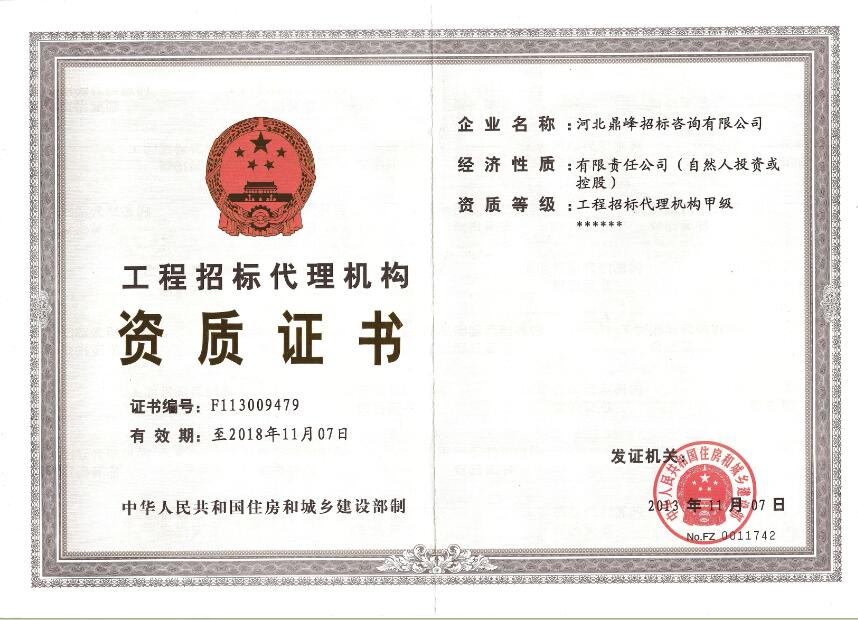 工程招标代理机构
资质证书
证书编号：F113009479
有效期：至2018年11月07日
中华人民共和国住房和城乡建设部制
企业名称：河北鼎峰招标咨询有限公司
经济性质：有限责任公司（自然人投资或
控股）
资质等级：工程招标代理机构甲级
******
发证机关：
中华人民共和国住房和城乡建设部
2013年11月07日
No.FZ 0011742